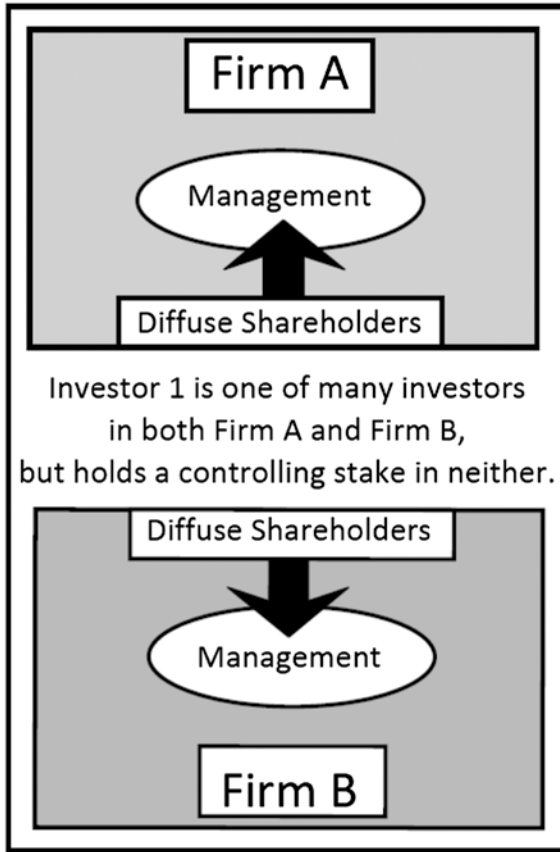 Firm A
Management
Diffuse Shareholders
Investor 1 is one of many investors
in both Firm A and Firm B,
but holds a controlling stake in neither.
Diffuse Shareholders
Management
Firm B